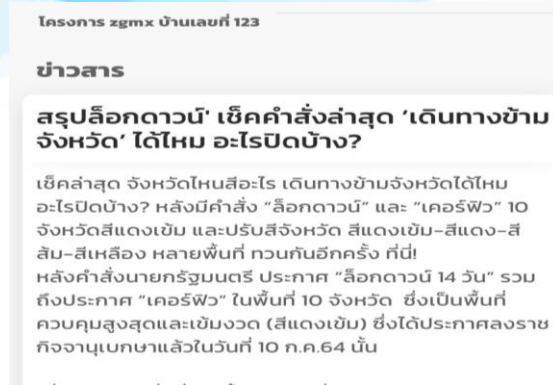 โครงการ zgmx บ้านเลขที่ 123
ข่าวสาร
สรุปล็อกดาวน์' เช็คคำสั่งล่าสุด ‘เดินทางข้าม
จังหวัด’ ได้ไหม อะไรปิดบ้าง?
เช็คล่าสุด จังหวัดไหนสีอะไร เดินทางข้ามจังหวัดได้ไหม
อะไรปิดบ้าง? หลังมีคำสั่ง “ล็อกดาวน์” และ “เคอร์ฟิว” 10
จังหวัดสีแดงเข้ม และปรับสีจังหวัด สีแดงเข้ม-สีแดง-สี
ส้ม-สีเหลือง หลายพื้นที่ ทวนกันอีกครั้ง ที่นี่!
หลังคำสั่งนายกรัฐมนตรี ประกาศ “ล็อกดาวน์ 14 วัน” รวม
ถึงประกาศ “เคอร์ฟิว” ในพื้นที่ 10 จังหวัด ซึ่งเป็นพื้นที่
ควบคุมสูงสุดและเข้มงวด (สีแดงเข้ม) ซึ่งได้ประกาศลงราช
กิจจานุเบกษาแล้วในวันที่ 10 ก.ค.64 นั้น